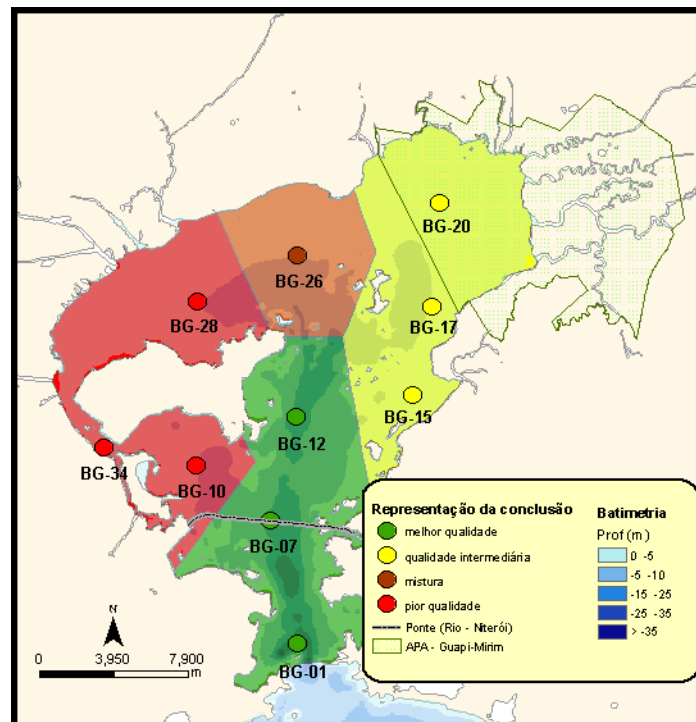 BG-20
BG-26
BG-28
BG-17
BG-15
BG-12
BG-34
BG-10
BG-07
BG-01
N
0 3,950 7,900
m
Representação da conclusão
melhor qualidade
qualidade intermediária
mistura
pior qualidade
Ponte (Rio - Niterói)
APA - Guapi-Mirim
Batimetria
Prof (m)
0 -5
-5 -10
-15 -25
-25 -35
> -35